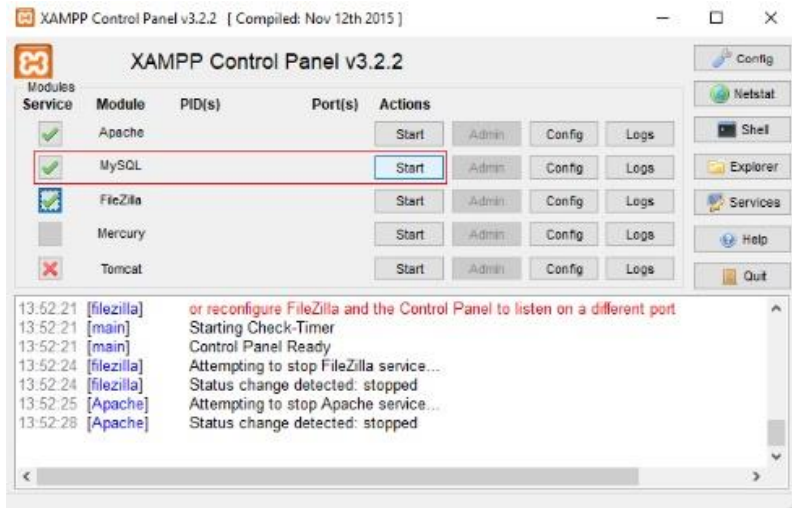 XAMPP Control Panel v3.2.2 [ Compiled: Nov 12th 2015 ]
XAMPP Control Panel v3.2.2
Config
Modules
Service Module PID(s) Port(s) Actions
Netstat
Apache Start Admin Config Logs
Shell
MySQL Start Admin Config Logs
Explorer
FileZilla Start Admin Config Logs
Services
Mercury Start Admin Config Logs
Help
Tomcat Start Admin Config Logs
Quit
13:52:21 [filezilla] or reconfigure FileZilla and the Control Panel to listen on a different port
13:52:21 [main] Starting Check-Timer
13:52:21 [main] Control Panel Ready
13:52:24 [filezilla] Attempting to stop FileZilla service...
13:52:24 [filezilla] Status change detected: stopped
13:52:25 [Apache] Attempting to stop Apache service...
13:52:28 [Apache] Status change detected: stopped